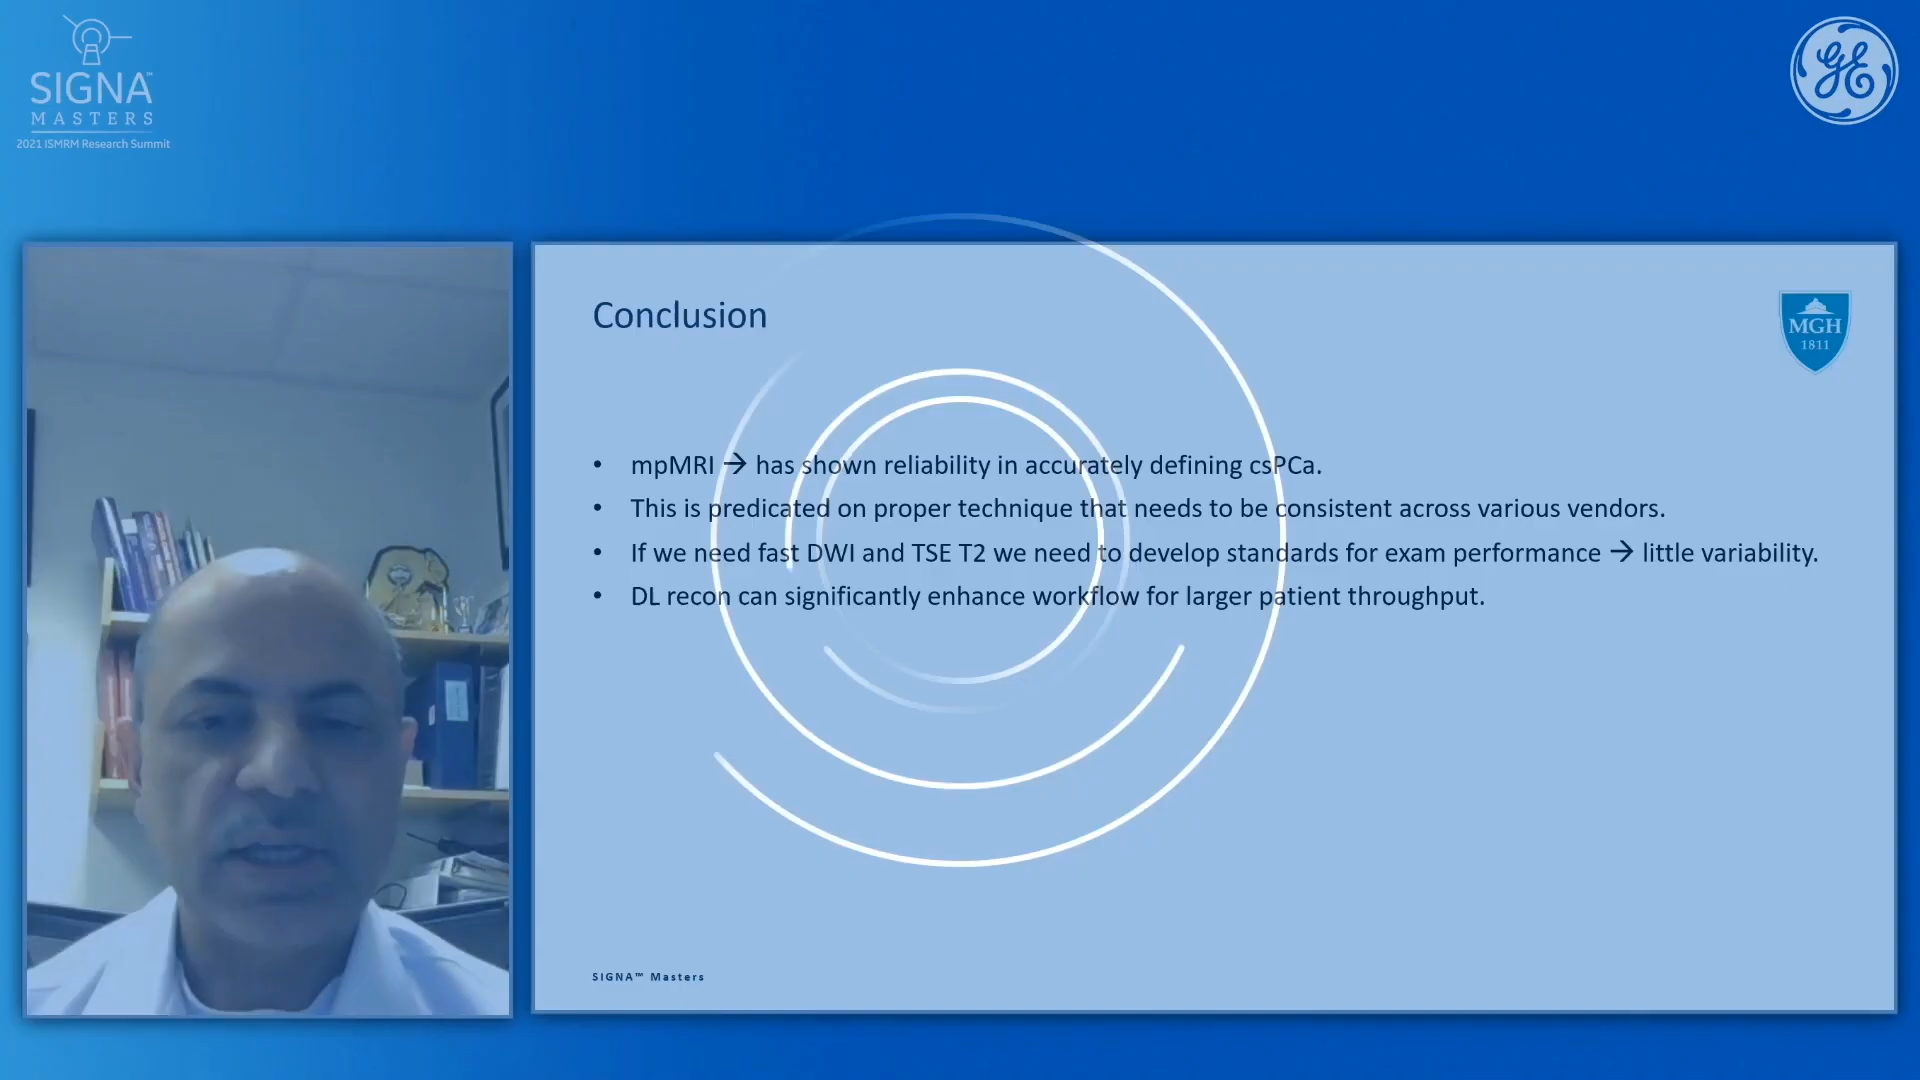 SIGNA™
MASTERS
2021 ISMRM Research Summit
GE
Conclusion
MGH
1811
• mpMRI → has shown reliability in accurately defining csPCa.
• This is predicated on proper technique that needs to be consistent across various vendors.
• If we need fast DWI and TSE T2 we need to develop standards for exam performance → little variability.
• DL recon can significantly enhance workflow for larger patient throughput.
SIGNA™ Masters